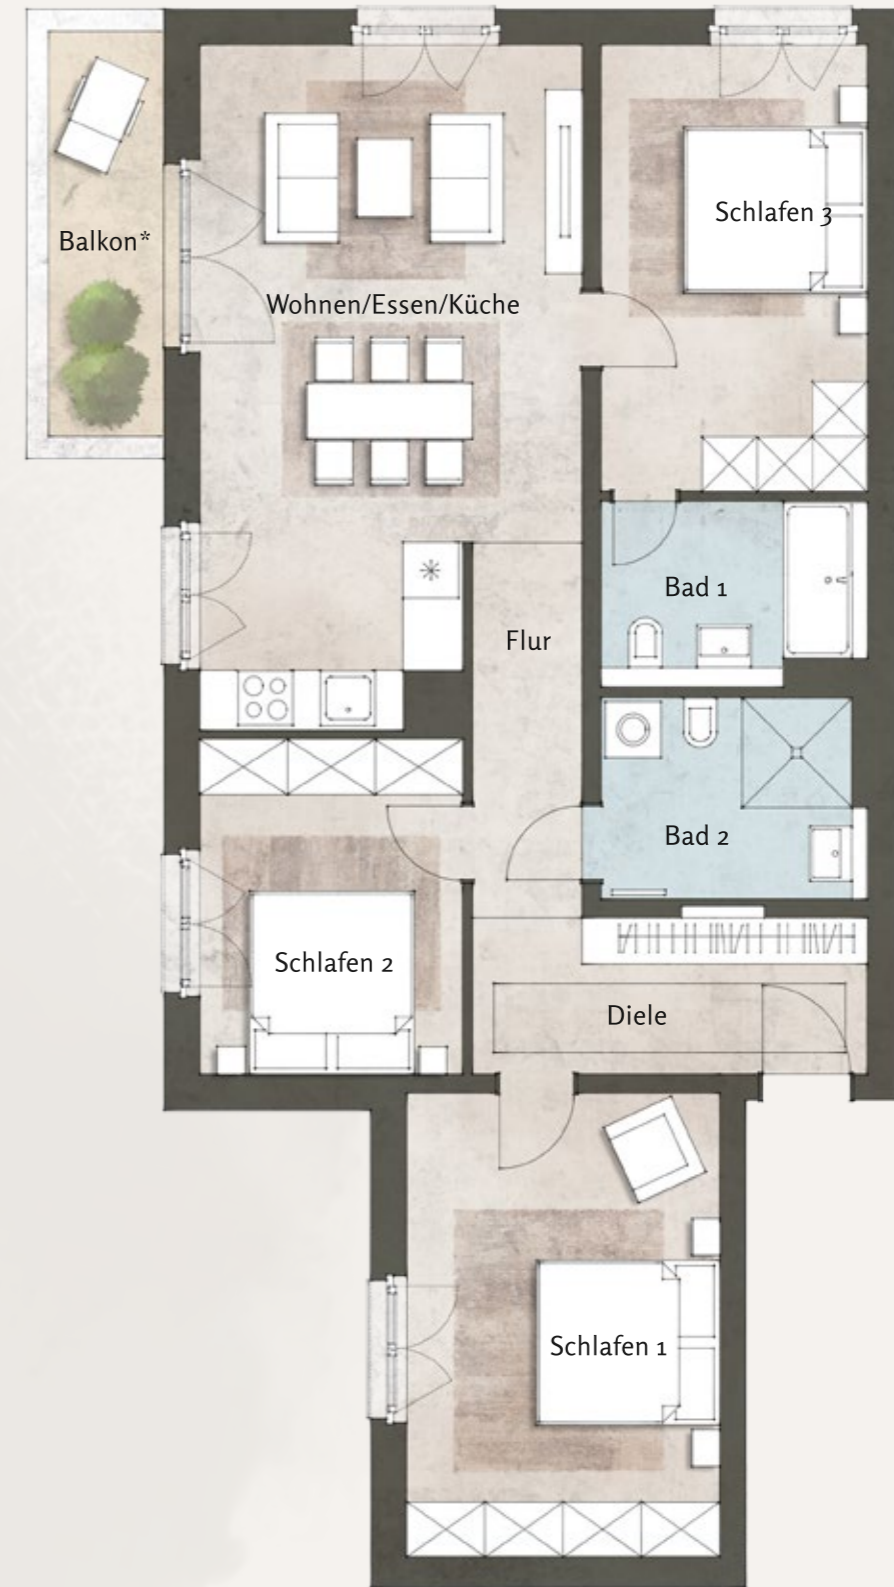 Schlafen 3
Balkon*
Wohnen/Essen/Küche
Bad 1
Flur
Bad 2
Schlafen 2
Diele
Schlafen 1